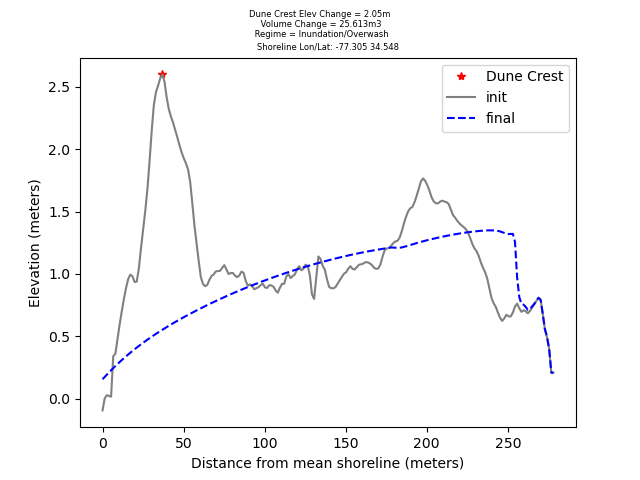 Dune Crest Elev Change = 2.05m
Volume Change = 25.613m3
Regime = Inundation/Overwash
Shoreline Lon/Lat: -77.305 34.548
Dune Crest
init
final
Elevation (meters)
2.5
2.0
1.5
1.0
0.5
0.0
0 50 100 150 200 250
Distance from mean shoreline (meters)